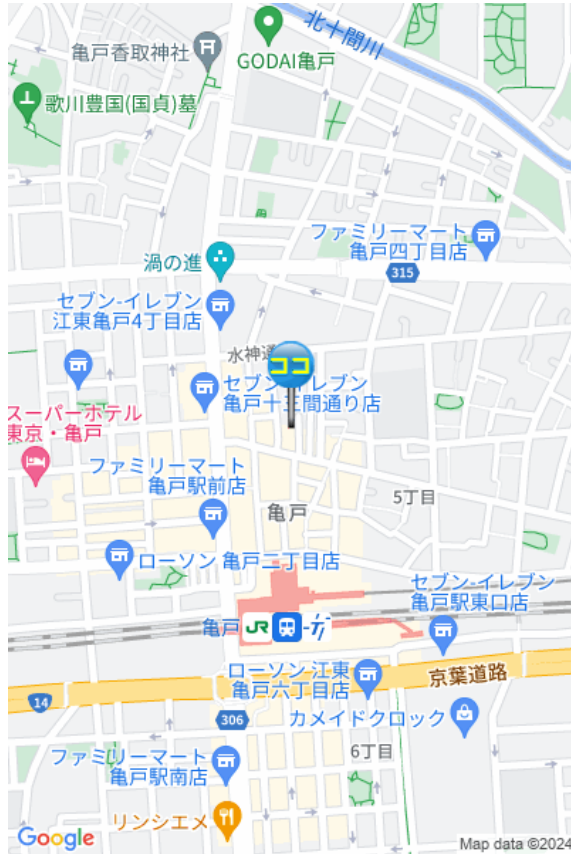 北十間川
亀戸香取神社
GODAI亀戸
歌川豊国(国貞)墓
ファミリーマート
亀戸四丁目店
渦の進
315
セブン-イレブン
江東亀戸4丁目店
水神通
ココ
セブン-イレブン
亀戸十三間通り店
スーパーホテル
東京・亀戸
ファミリーマート
亀戸駅前店
5丁目
亀戸
ローソン 亀戸二丁目店
セブン-イレブン
亀戸駅東口店
亀戸
JR
ローソン 江東
亀戸六丁目店
京葉道路
14
306
カメイドクロック
ファミリーマート
亀戸駅南店
6丁目
リンシエメ
Google
Map data ©2024